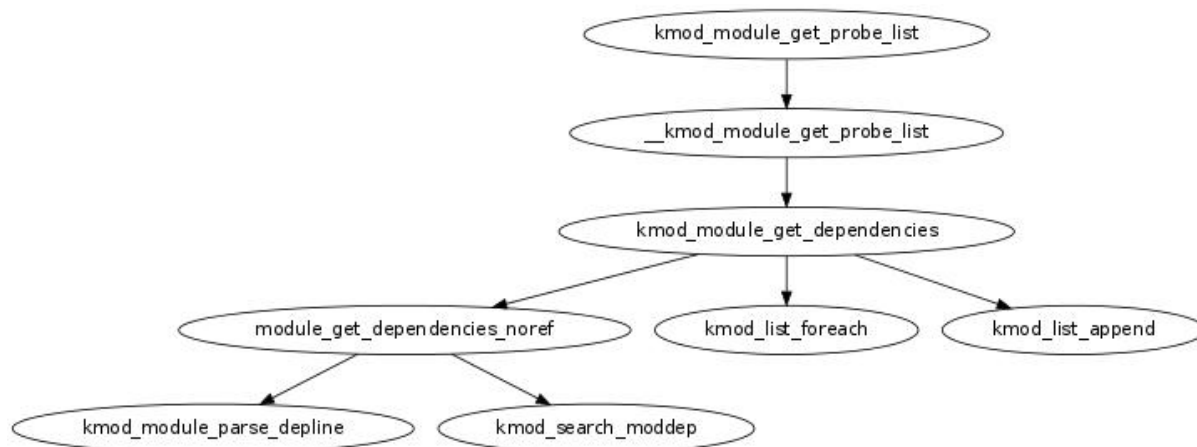 kmod_module_get_probe_list
__kmod_module_get_probe_list
kmod_module_get_dependencies
module_get_dependencies_noref
kmod_list_foreach
kmod_list_append
kmod_module_parse_depline
kmod_search_moddep